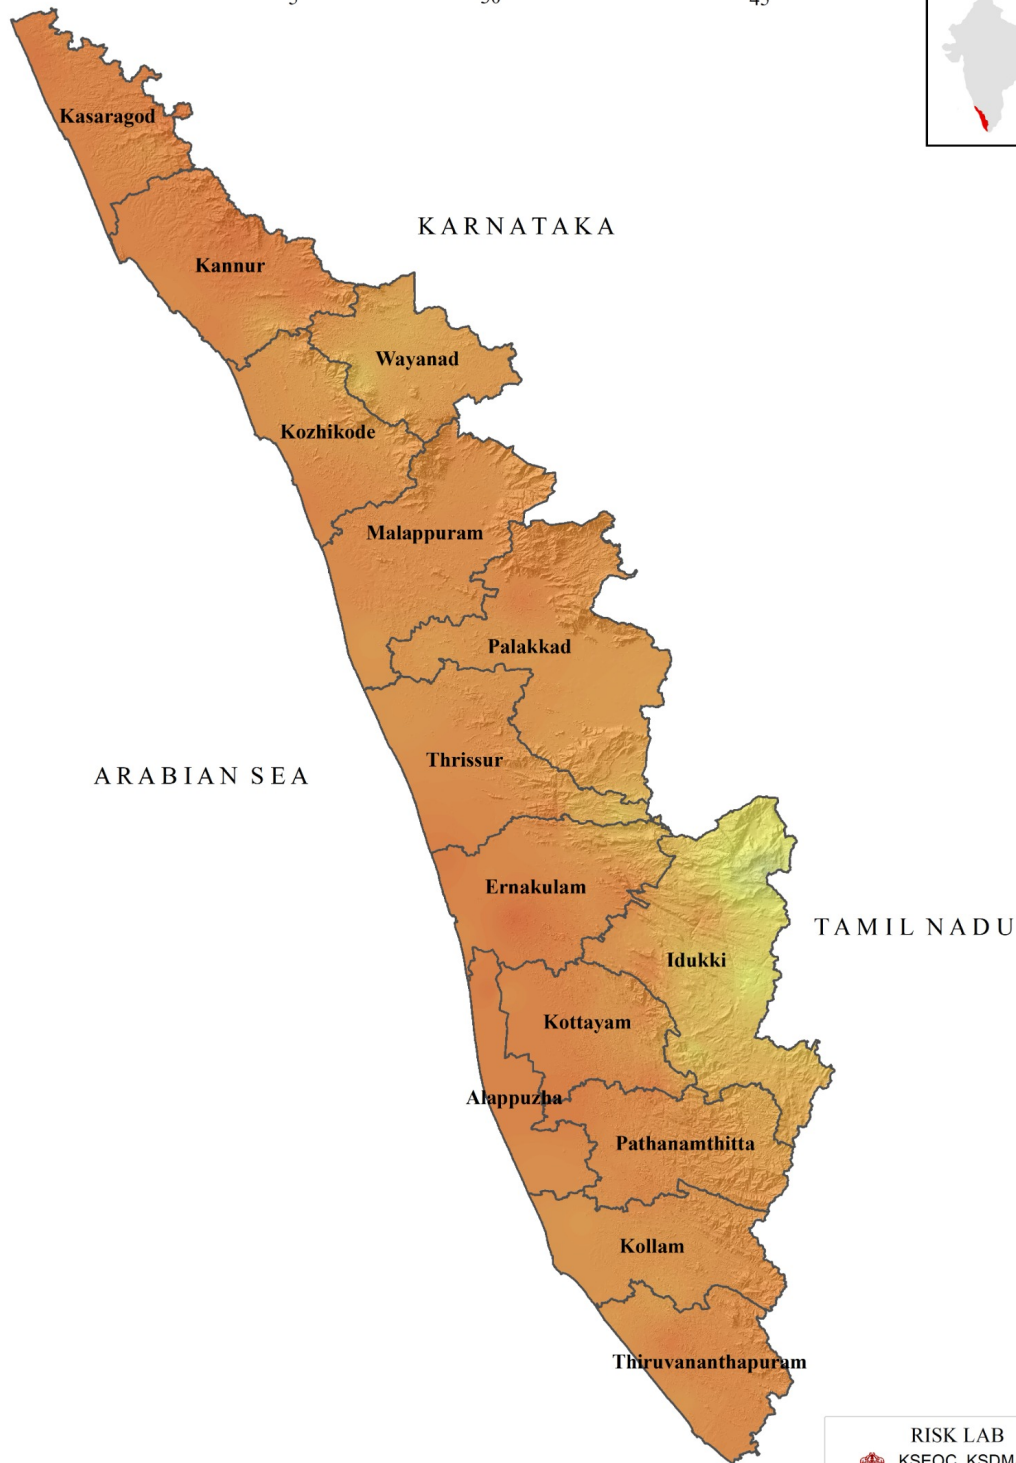 Kasaragod
KARNATAKA
Kannur
Wayanad
Kozhikode
Malappuram
Palakkad
Thrissur
ARABIAN SEA
Ernakulam
TAMIL NADU
Idukki
Kottayam
Alappuzha
Pathanamthitta
Kollam
Thiruvananthapuram
RISK LAB